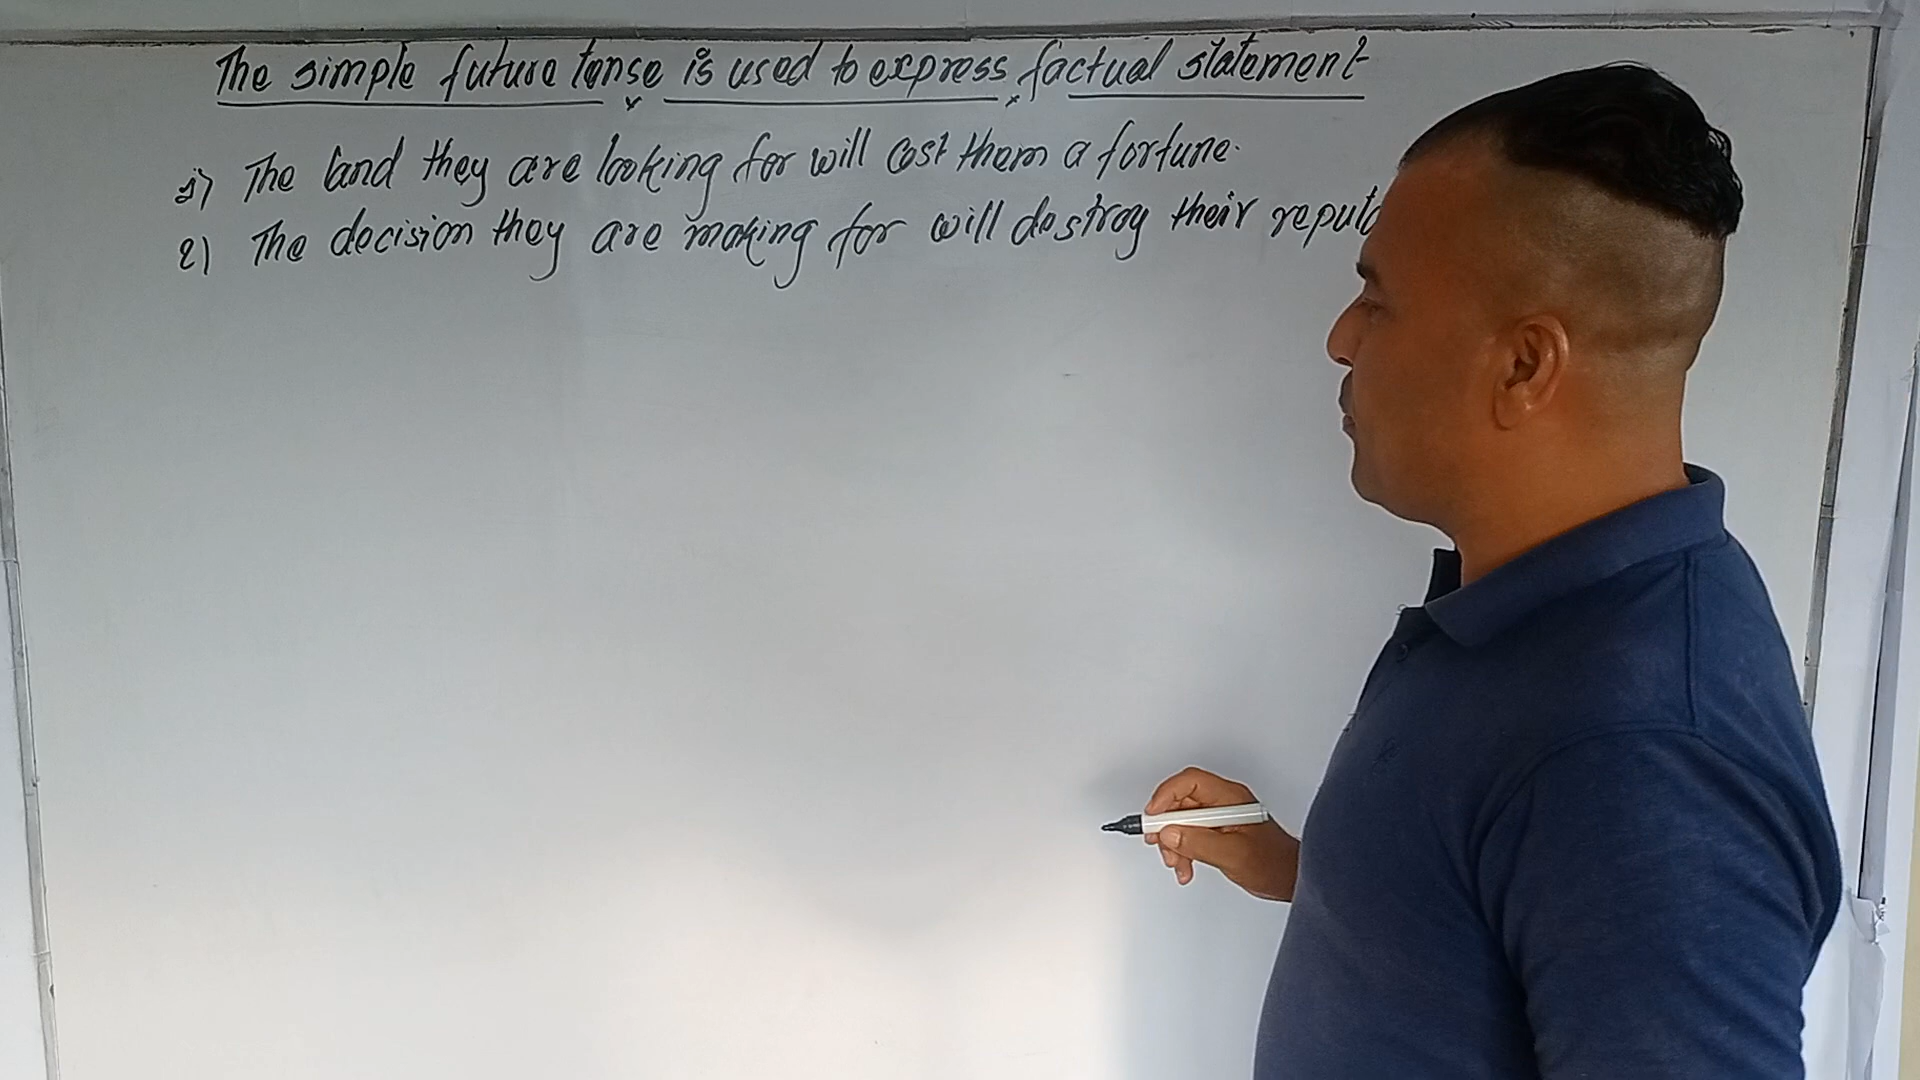 The simple future tense is used to express factual statement
1) The land they are looking for will cost them a fortune.
2) The decision they are making for will destroy their